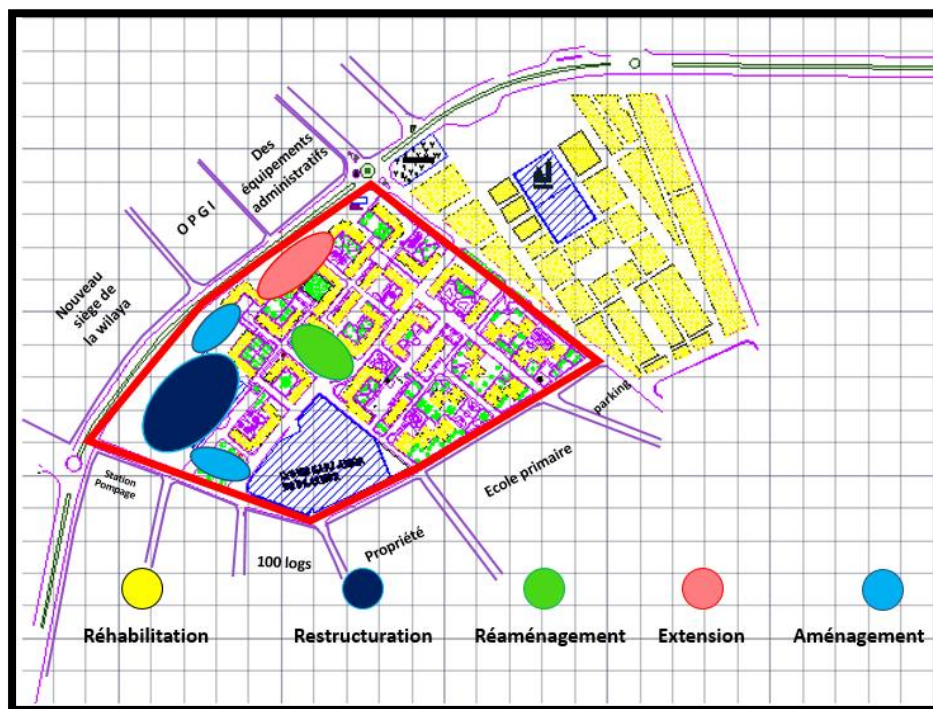 Des
équipements
administratifs
O P G I
Nouveau
siège de
la wilaya
parking
Ecole primaire
Station
Pompage
Propriété
100 logs
Réhabilitation
Restructuration
Réaménagement
Extension
Aménagement